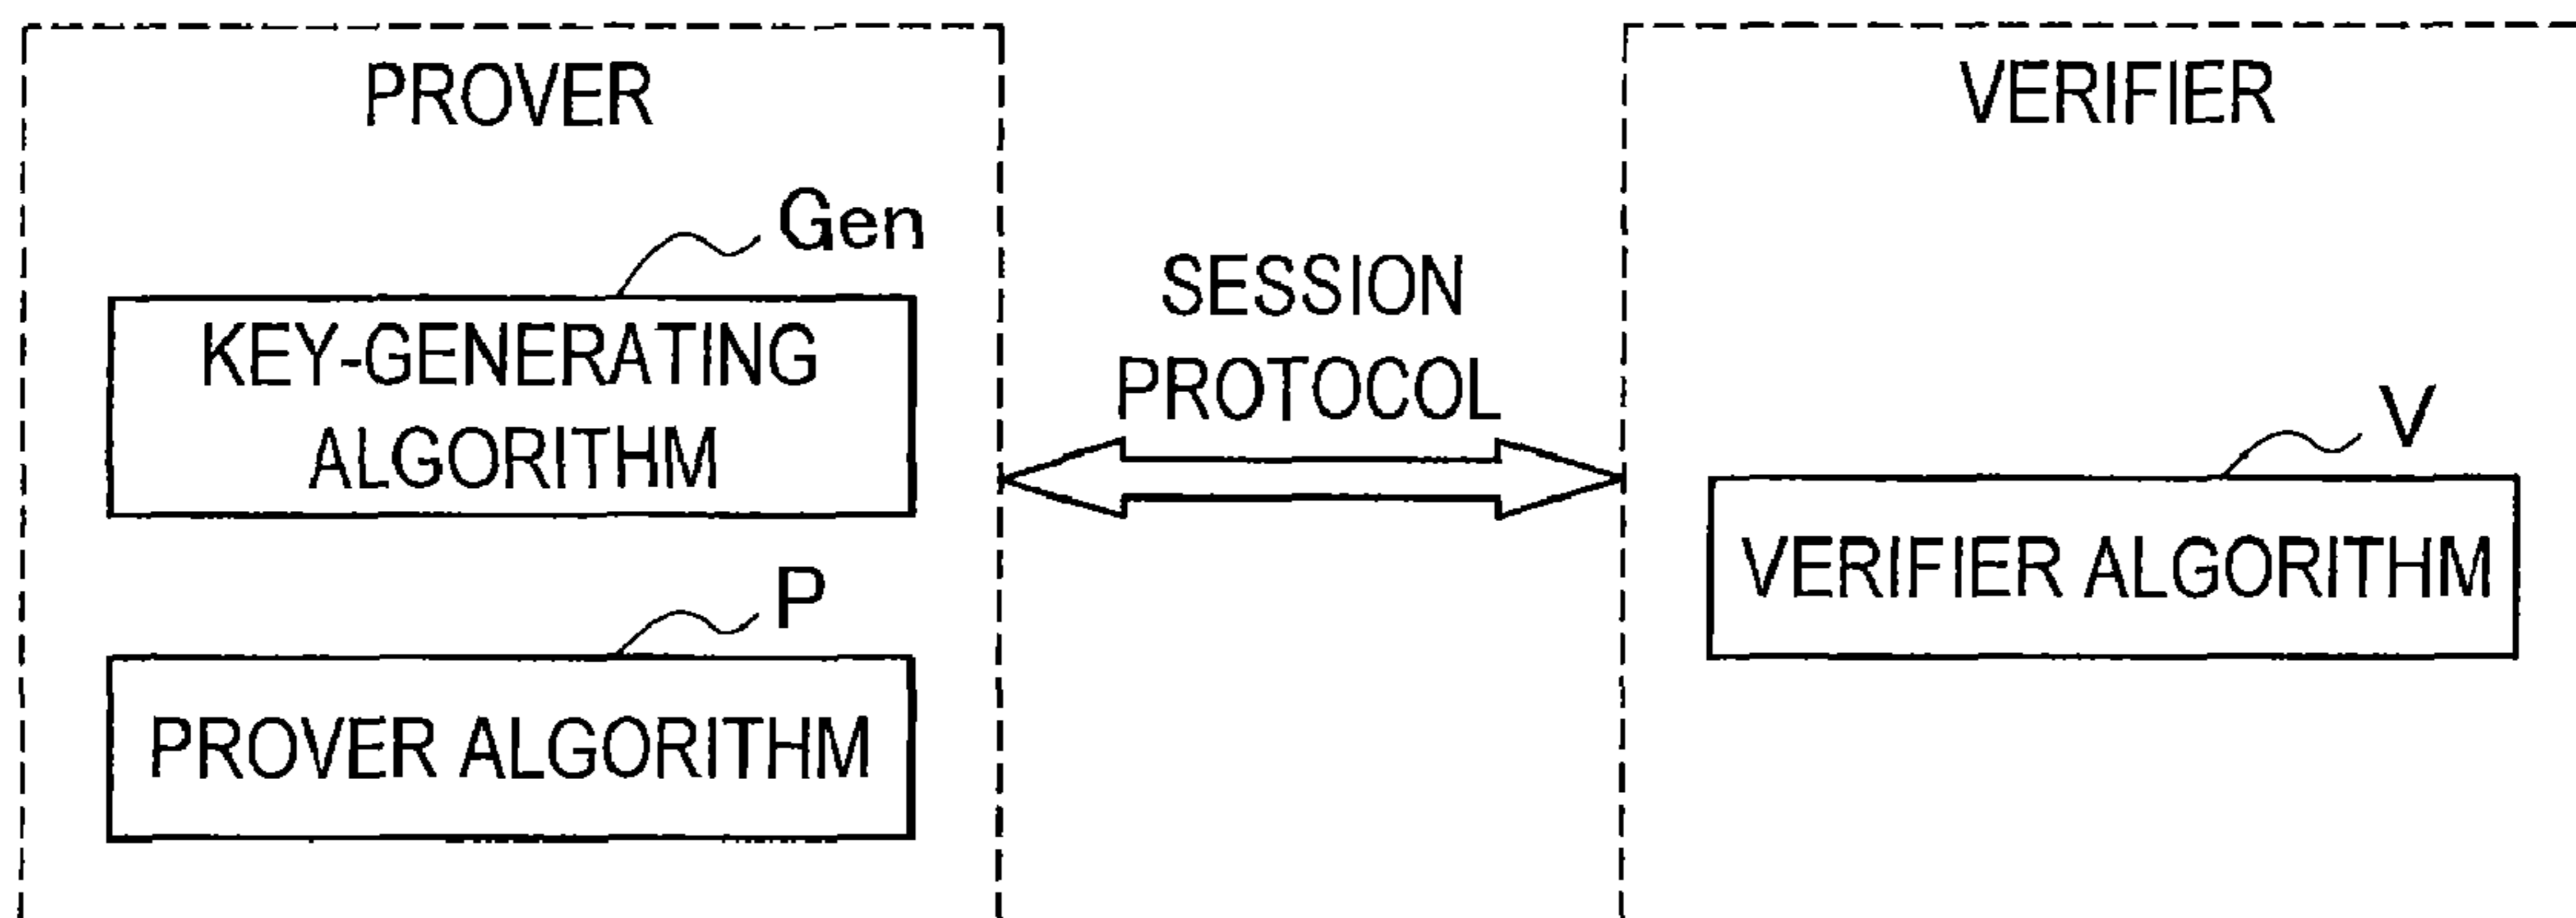 PROVER
Gen
KEY-GENERATING
ALGORITHM
P
PROVER ALGORITHM
SESSION
PROTOCOL
VERIFIER
V
VERIFIER ALGORITHM